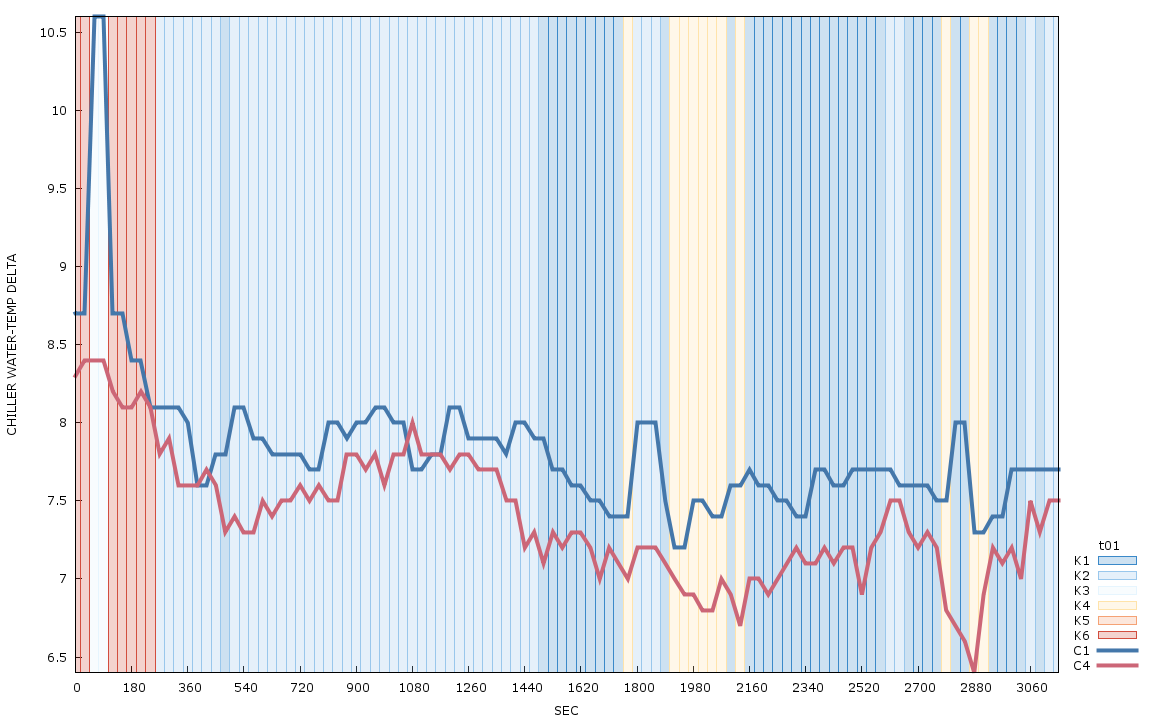 10.5
10
9.5
9
8.5
8
7.5
7
6.5
CHILLER WATER-TEMP DELTA
0 180 360 540 720 900 1080 1260 1440 1620 1800 1980 2160 2340 2520 2700 2880 3060
SEC
t01
K1
K2
K3
K4
K5
K6
C1
C4